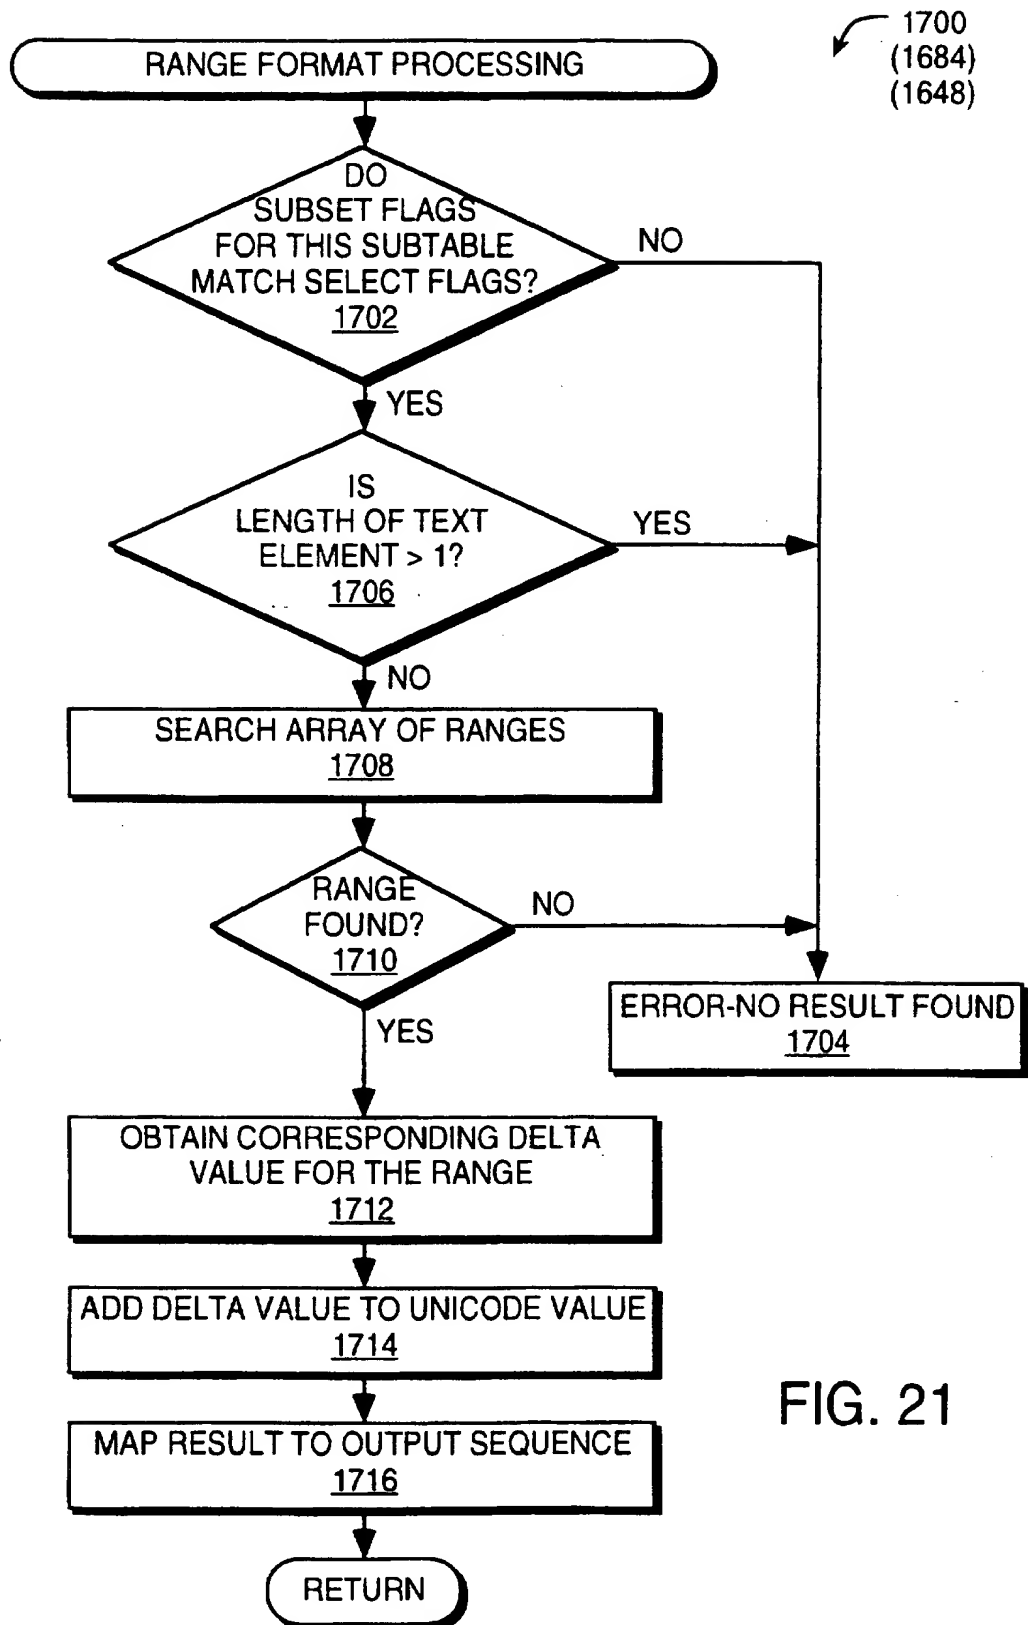 1700
(1684)
(1648)
RANGE FORMAT PROCESSING
DO
SUBSET FLAGS
FOR THIS SUBTABLE
MATCH SELECT FLAGS?
1702
NO
YES
IS
LENGTH OF TEXT
ELEMENT > 1?
1706
YES
NO
SEARCH ARRAY OF RANGES
1708
RANGE
FOUND?
1710
NO
YES
ERROR-NO RESULT FOUND
1704
OBTAIN CORRESPONDING DELTA
VALUE FOR THE RANGE
1712
ADD DELTA VALUE TO UNICODE VALUE
1714
MAP RESULT TO OUTPUT SEQUENCE
1716
RETURN
FIG. 21